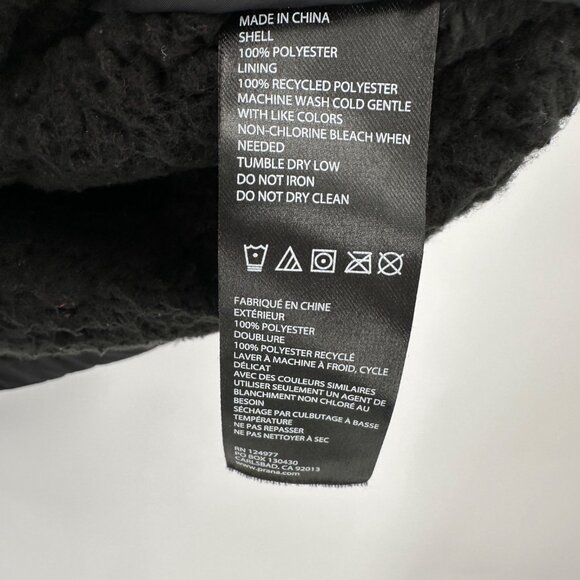 MADE IN CHINA
SHELL
100% POLYESTER
LINING
100% RECYCLED POLYESTER
MACHINE WASH COLD GENTLE
WITH LIKE COLORS
NON-CHLORINE BLEACH WHEN
NEEDED
TUMBLE DRY LOW
DO NOT IRON
DO NOT DRY CLEAN
FABRIQUÉ EN CHINE
EXTÉRIEUR
100% POLYESTER
DOUBLURE
100% POLYESTER RECYCLÉ
LAVER À MACHINE À FROID, CYCLE
DÉLICAT
AVEC DES COULEURS SIMILAIRES
UTILISER SEULEMENT UN AGENT DE
BLANCHIMENT NON CHLORÉ AU
BESOIN
SÉCHAGE PAR CULBUTAGE À BASSE
TEMPÉRATURE
NE PAS REPASSER
NE PAS NETTOYER À SEC
RN 124977
PO BOX 130430
CARLSBAD, CA 92013
www.prana.com